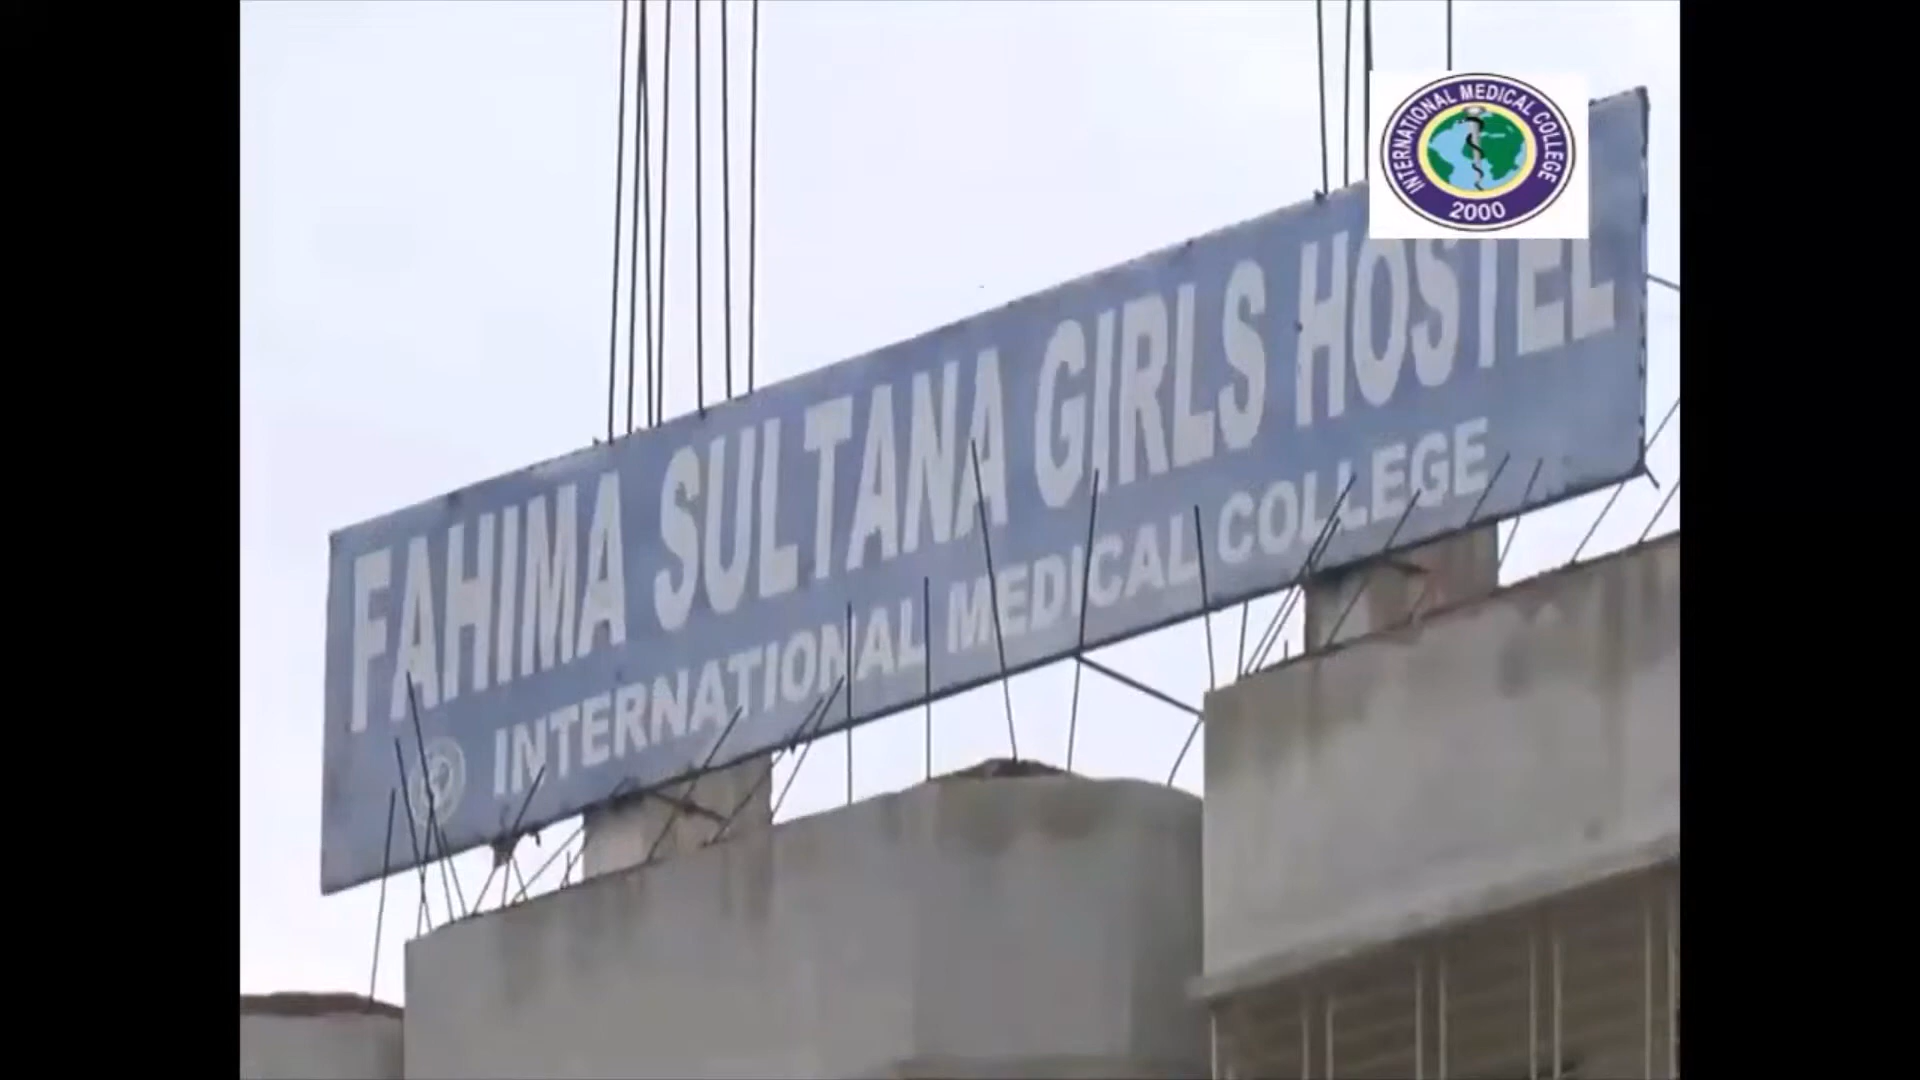 INTERNATIONAL MEDICAL COLLEGE
2000
FAHIMA SULTANA GIRLS HOSTEL
INTERNATIONAL MEDICAL COLLEGE